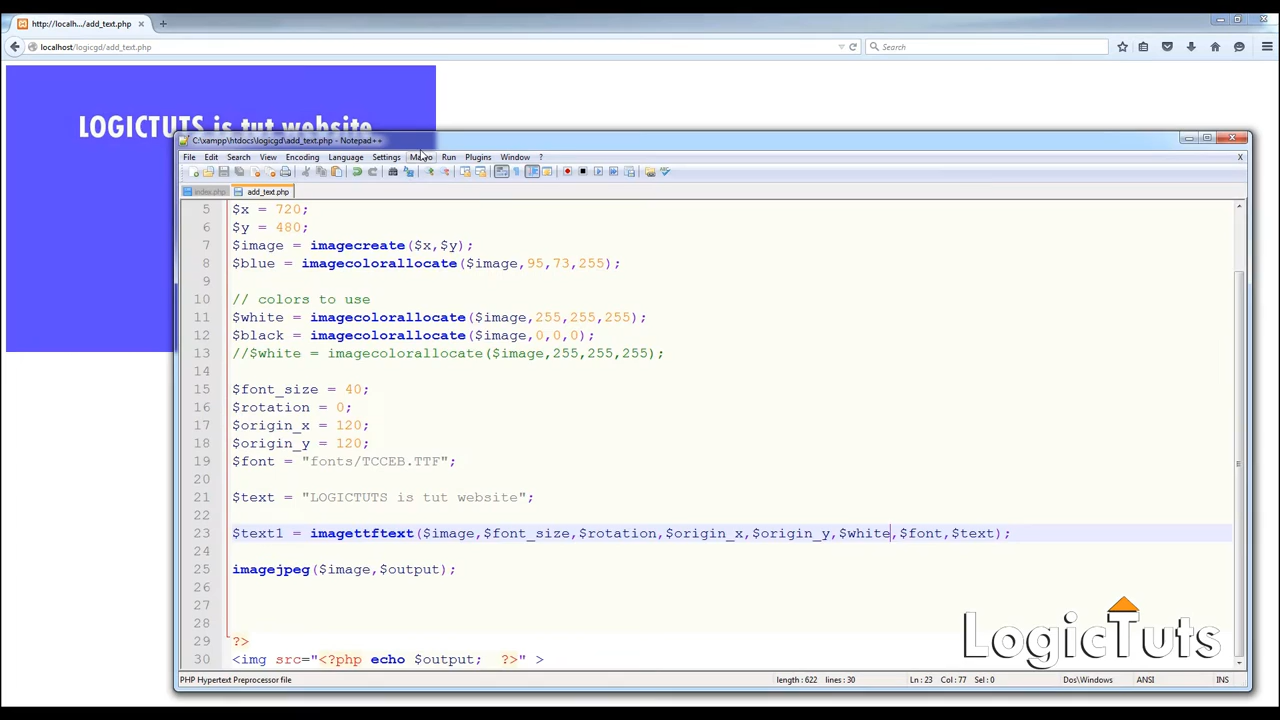 http://localh.../add_text.php
localhost/logicgd/add_text.php
Search
LOGICTUTS is tut website
C:\xampp\htdocs\logicgd\add_text.php - Notepad++
File Edit Search View Encoding Language Settings Macro Run Plugins Window ?
X
index.php add_text.php
5 $x = 720;
6 $y = 480;
7 $image = imagecreate($x,$y);
8 $blue = imagecolorallocate($image,95,73,255);
9
10 // colors to use
11 $white = imagecolorallocate($image,255,255,255);
12 $black = imagecolorallocate($image,0,0,0);
13 //$white = imagecolorallocate($image,255,255,255);
14
15 $font_size = 40;
16 $rotation = 0;
17 $origin_x = 120;
18 $origin_y = 120;
19 $font = "fonts/TCCEB.TTF";
20
21 $text = "LOGICTUTS is tut website";
22
23 $text1 = imagettftext($image,$font_size,$rotation,$origin_x,$origin_y,$white,$font,$text);
24
25 imagejpeg($image,$output);
26
27
28
29 ?>
30 <img src="<?php echo $output; ?>" >
LogicTuts
PHP Hypertext Preprocessor file length : 622 lines : 30 Ln : 23 Col : 77 Sel : 0 Dos\Windows ANSI INS